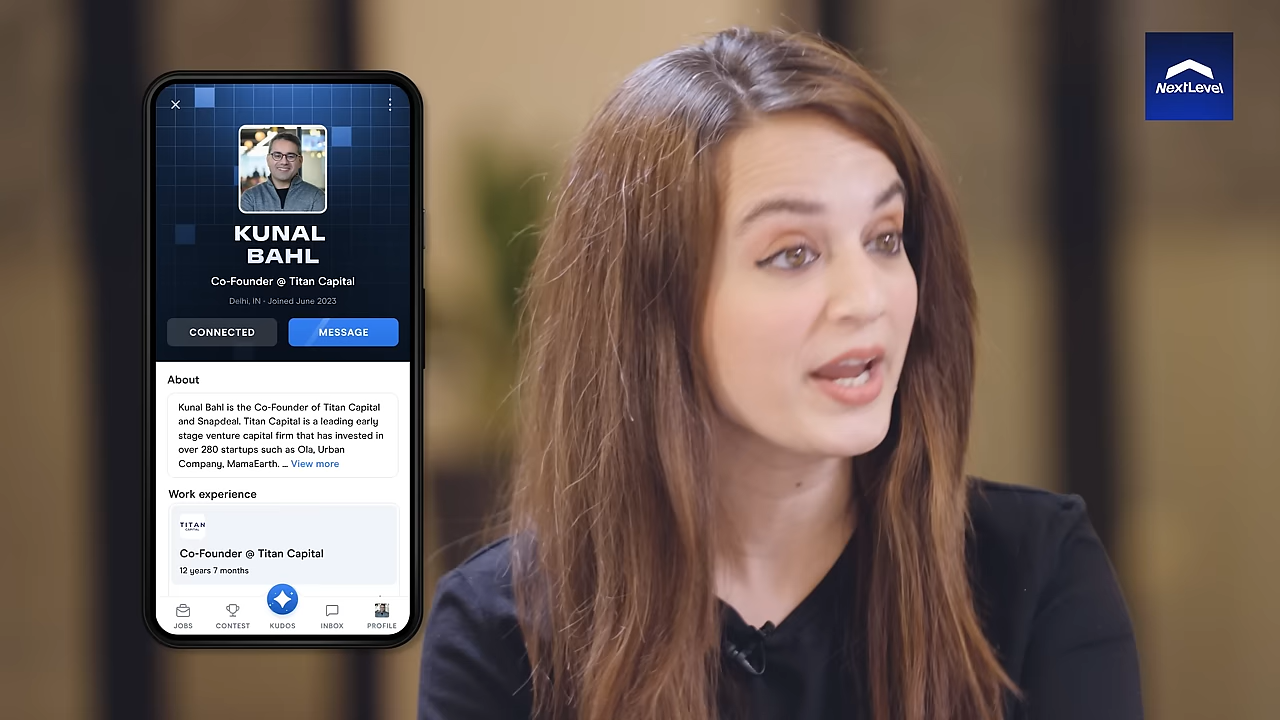 KUNAL
BAHL
Co-Founder @ Titan Capital
Delhi, IN - Joined June 2023
CONNECTED
MESSAGE
About
Kunal Bahl is the Co-Founder of Titan Capital
and Snapdeal. Titan Capital is a leading early
stage venture capital firm that has invested in
over 280 startups such as Ola, Urban
Company, MamaEarth. ... View more
Work experience
TITAN
CAPITAL
Co-Founder @ Titan Capital
12 years 7 months
JOBS
CONTEST
KUDOS
INBOX
PROFILE
NextLevel